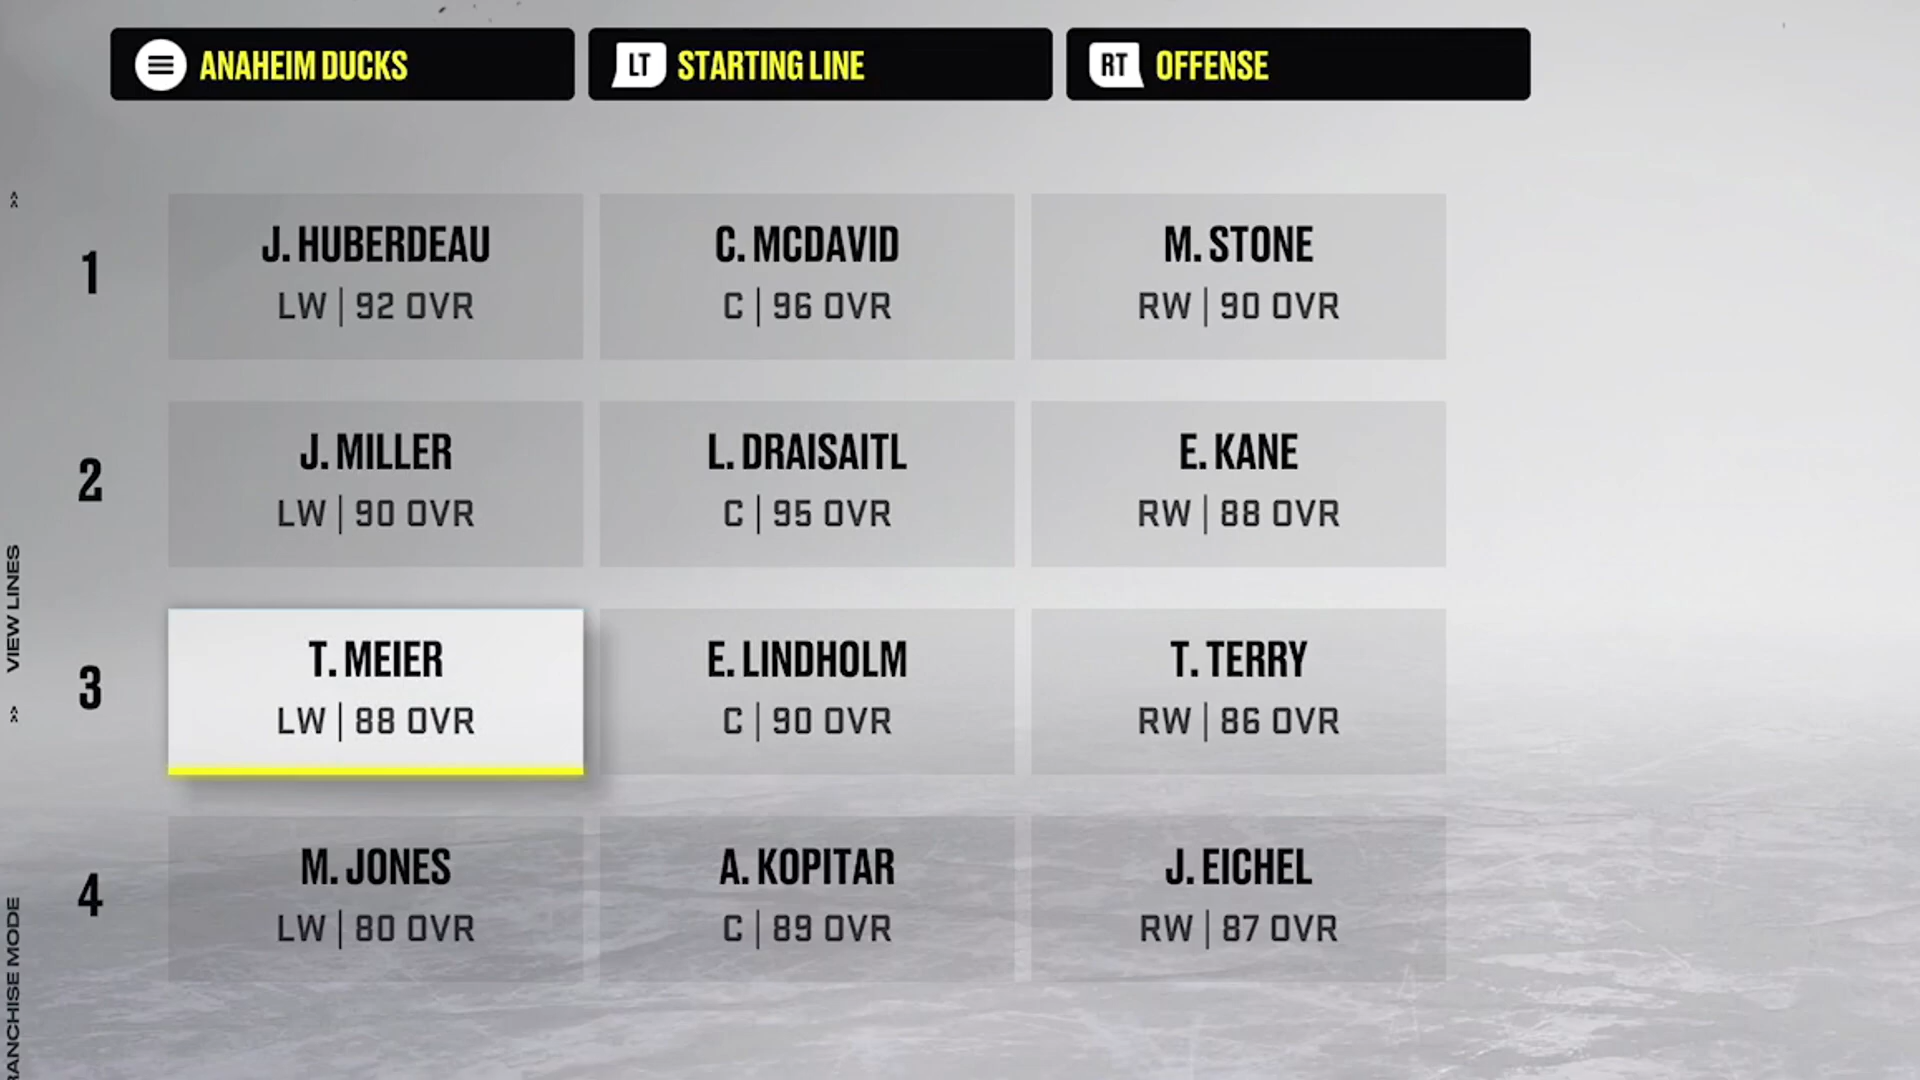 ANAHEIM DUCKS
LT STARTING LINE
RT OFFENSE
1
J. HUBERDEAU
LW | 92 OVR
C. MCDAVID
C | 96 OVR
M. STONE
RW | 90 OVR
2
J. MILLER
LW | 90 OVR
L. DRAISAITL
C | 95 OVR
E. KANE
RW | 88 OVR
3
T. MEIER
LW | 88 OVR
E. LINDHOLM
C | 90 OVR
T. TERRY
RW | 86 OVR
4
M. JONES
LW | 80 OVR
A. KOPITAR
C | 89 OVR
J. EICHEL
RW | 87 OVR
RANCHISE MODE
>> VIEW LINES >>